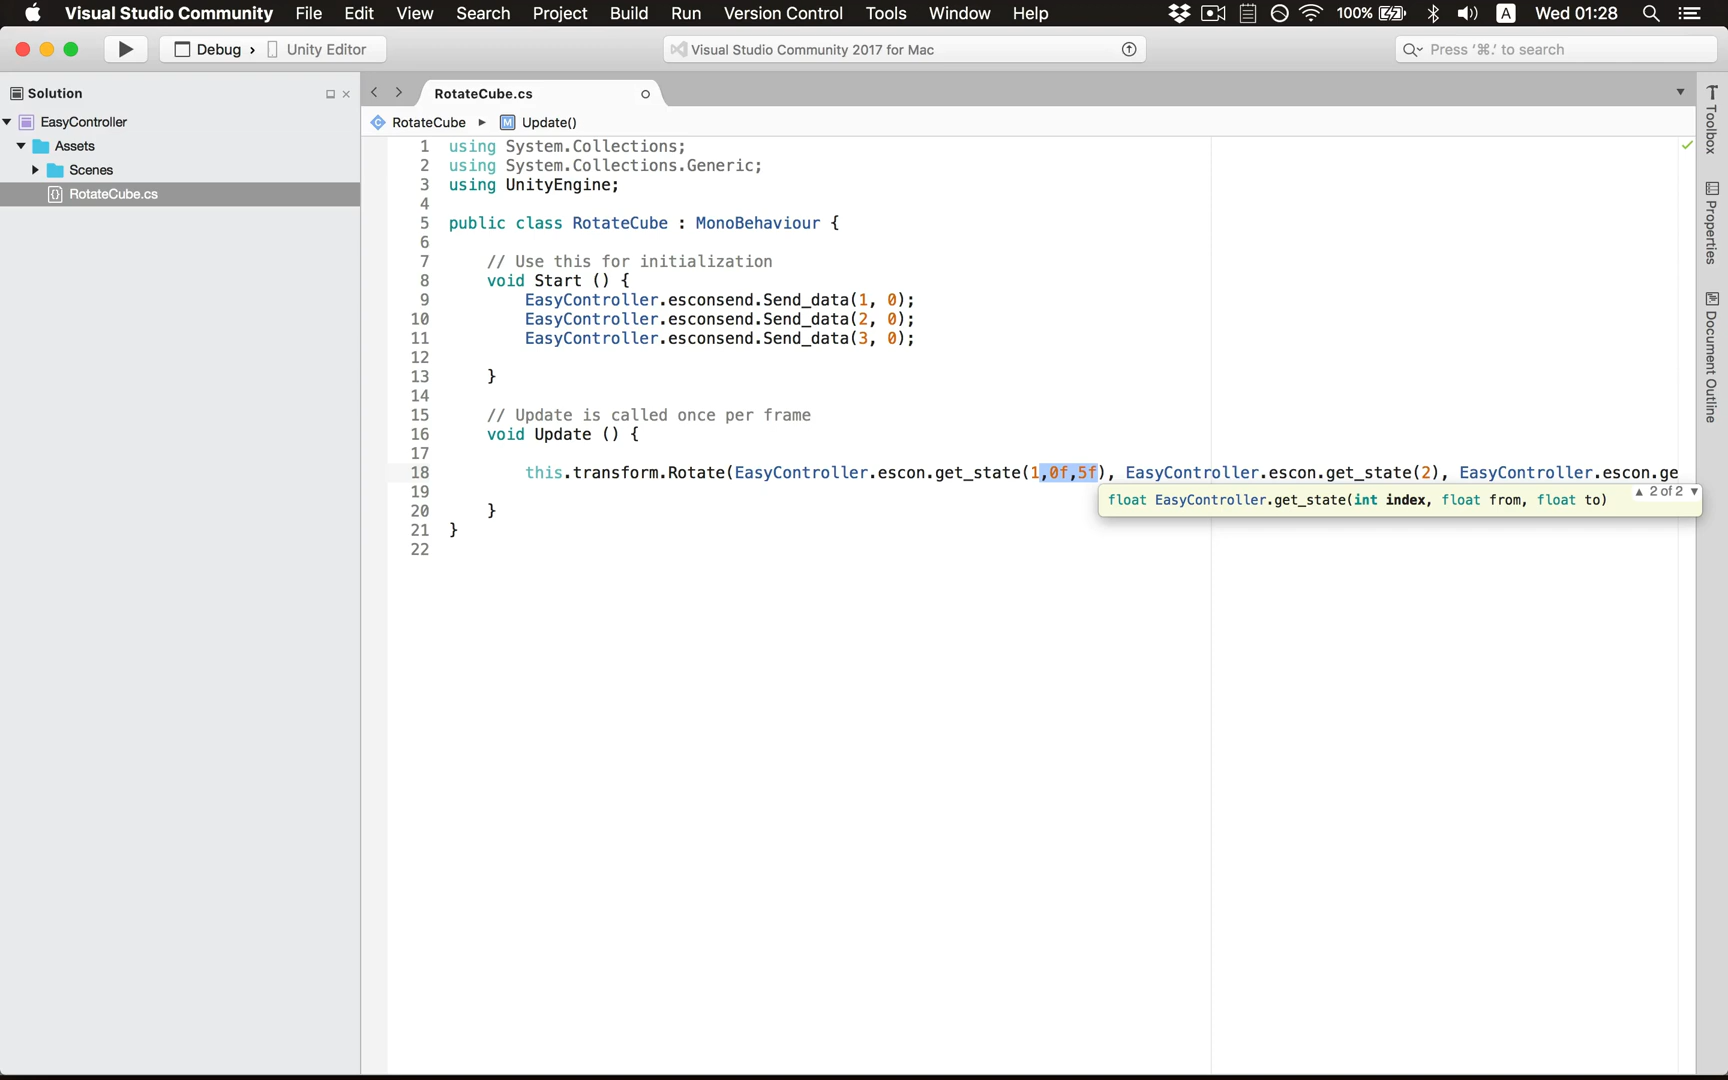 Visual Studio Community File Edit View Search Project Build Run Version Control Tools Window Help 100% A Wed 01:28
Debug › Unity Editor Visual Studio Community 2017 for Mac Press ‘⌘.’ to search
Solution
EasyController
Assets
Scenes
RotateCube.cs
RotateCube.cs
RotateCube ▸ M Update()
1 using System.Collections;
2 using System.Collections.Generic;
3 using UnityEngine;
4
5 public class RotateCube : MonoBehaviour {
6
7 // Use this for initialization
8 void Start () {
9 EasyController.esconsend.Send_data(1, 0);
10 EasyController.esconsend.Send_data(2, 0);
11 EasyController.esconsend.Send_data(3, 0);
12
13 }
14
15 // Update is called once per frame
16 void Update () {
17
18 this.transform.Rotate(EasyController.escon.get_state(1,0f,5f), EasyController.escon.get_state(2), EasyController.escon.ge
19
20 }
21 }
22
float EasyController.get_state(int index, float from, float to) ▲ 2 of 2 ▼
Toolbox
Properties
Document Outline